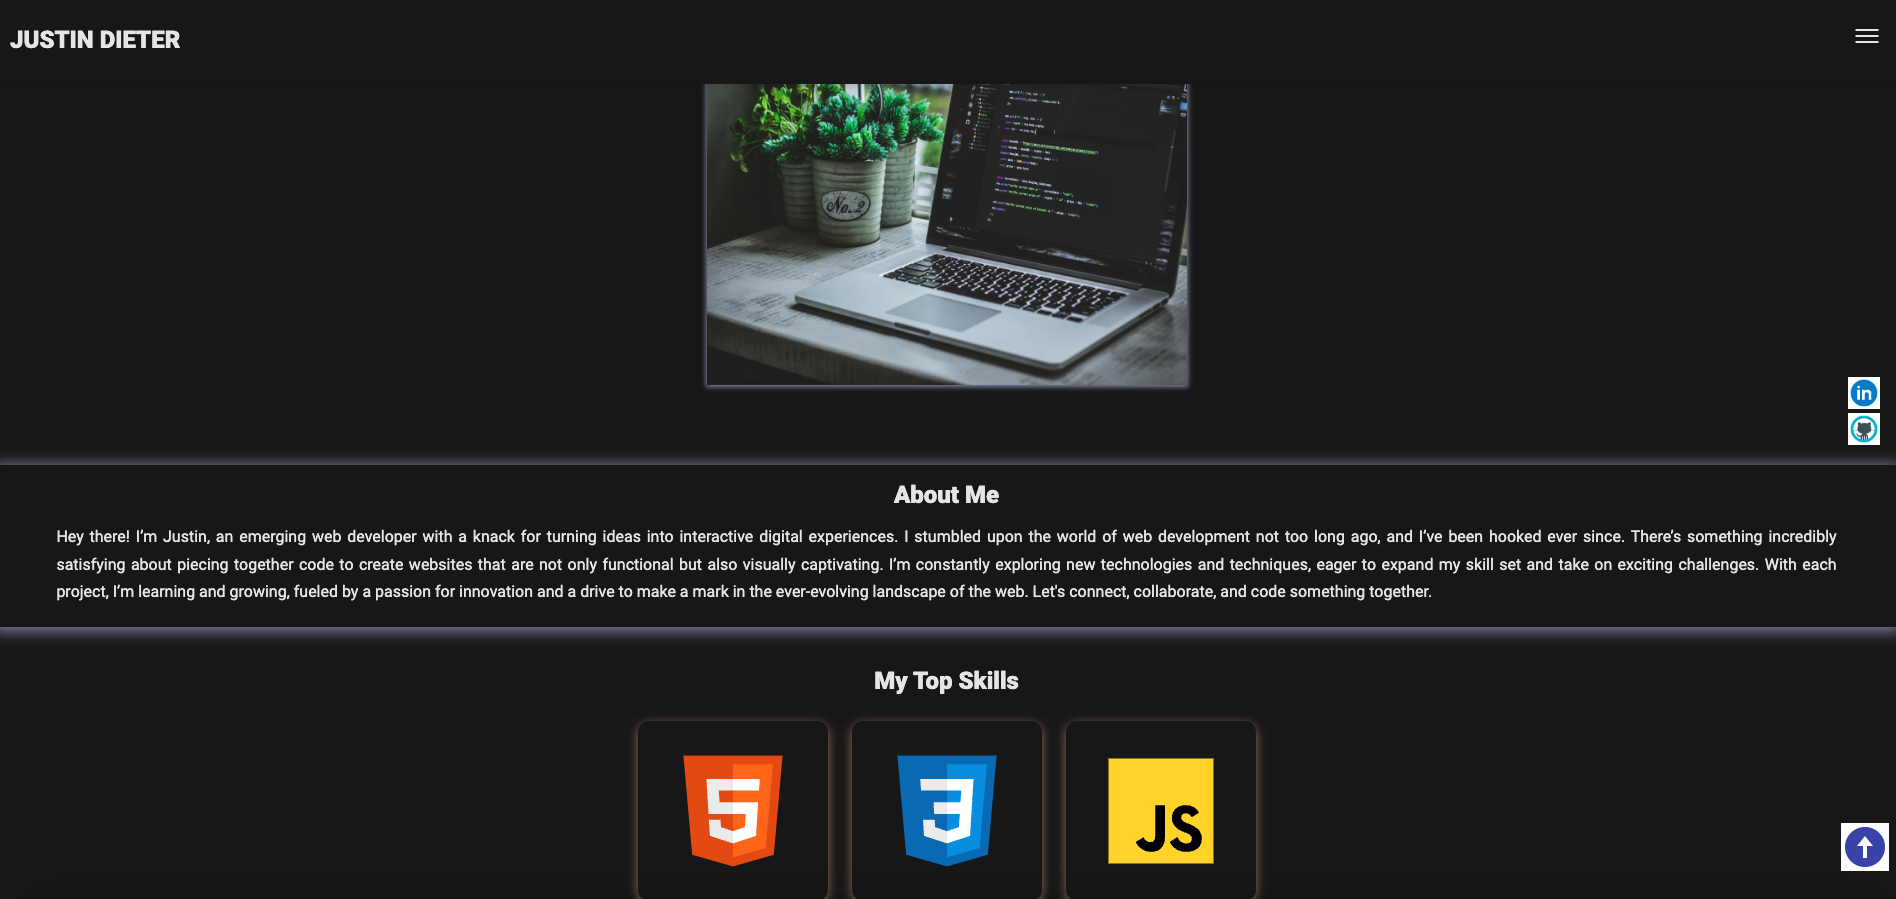 JUSTIN DIETER
No. 2
in
About Me
Hey there! I’m Justin, an emerging web developer with a knack for turning ideas into interactive digital experiences. I stumbled upon the world of web development not too long ago, and I’ve been hooked ever since. There’s something incredibly
satisfying about piecing together code to create websites that are not only functional but also visually captivating. I’m constantly exploring new technologies and techniques, eager to expand my skill set and take on exciting challenges. With each
project, I’m learning and growing, fueled by a passion for innovation and a drive to make a mark in the ever-evolving landscape of the web. Let's connect, collaborate, and code something together.
My Top Skills
5
3
JS